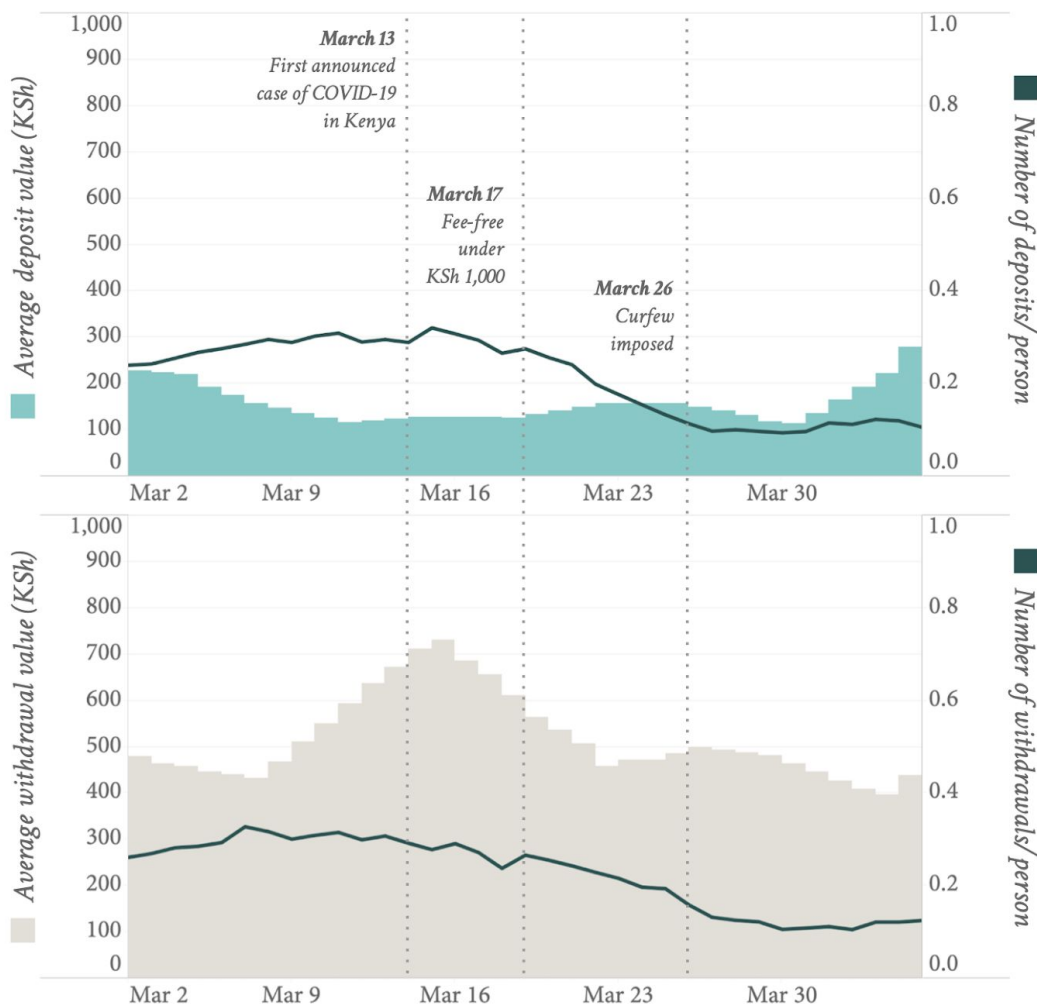 Average deposit value (KSh)
1,000
900
800
700
600
500
400
300
200
100
0
March 13
First announced
case of COVID-19
in Kenya
March 17
Fee-free
under
KSh 1,000
March 26
Curfew
imposed
1.0
0.8
0.6
0.4
0.2
0.0
Number of deposits/ person
Mar 2 Mar 9 Mar 16 Mar 23 Mar 30
Average withdrawal value (KSh)
1,000
900
800
700
600
500
400
300
200
100
0
1.0
0.8
0.6
0.4
0.2
0.0
Number of withdrawals/ person
Mar 2 Mar 9 Mar 16 Mar 23 Mar 30